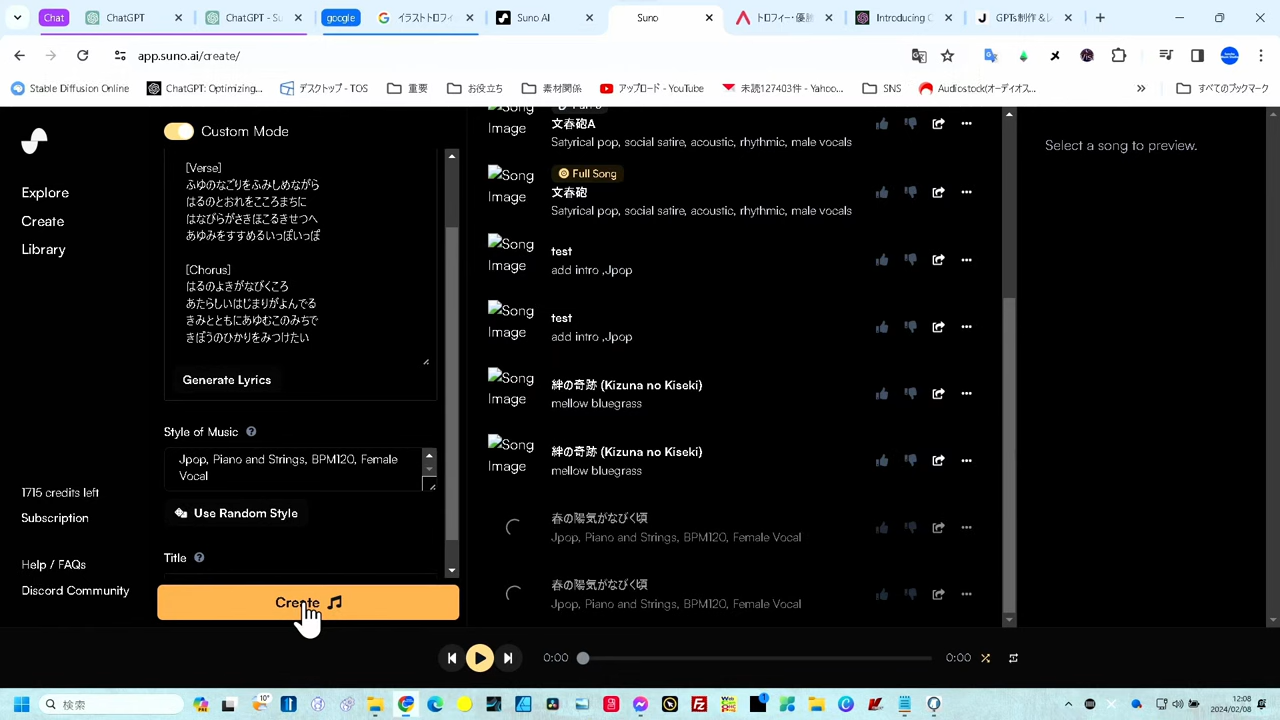 Chat
ChatGPT
ChatGPT - Su
google
イラストロフィ
Suno AI
Suno
トロフィー・優勝
Introducing C
GPTs制作 &レ
app.suno.ai/create/
Stable Diffusion Online
ChatGPT: Optimizing...
デスクトップ - TOS
重要
お役立ち
素材関係
アップロード - YouTube
未読127403件 - Yahoo...
SNS
Audiostock(オーディオス...
すべてのブックマーク
Explore
Create
Library
1715 credits left
Subscription
Help / FAQs
Discord Community
Custom Mode
[Verse]
ふゆのなごりをふみしめながら
はるのとおれをこころまちに
はなびらがさきほこるきせつへ
あゆみをすすめるいっぽいっぽ
[Chorus]
はるのよきがなびくころ
あたらしいはじまりがよんでる
きみとともにあゆむこのみちで
きぼうのひかりをみつけたい
Generate Lyrics
Style of Music
Jpop, Piano and Strings, BPM120, Female
Vocal
Use Random Style
Title
Create
Song
Image
文春砲A
Satyrical pop, social satire, acoustic, rhythmic, male vocals
Song
Image
Full Song
文春砲
Satyrical pop, social satire, acoustic, rhythmic, male vocals
Song
Image
test
add intro ,Jpop
Song
Image
test
add intro ,Jpop
Song
Image
絆の奇跡 (Kizuna no Kiseki)
mellow bluegrass
Song
Image
絆の奇跡 (Kizuna no Kiseki)
mellow bluegrass
春の陽気がなびく頃
Jpop, Piano and Strings, BPM120, Female Vocal
春の陽気がなびく頃
Jpop, Piano and Strings, BPM120, Female Vocal
Select a song to preview.
0:00
0:00
検索
10°
12:08
2024/02/08